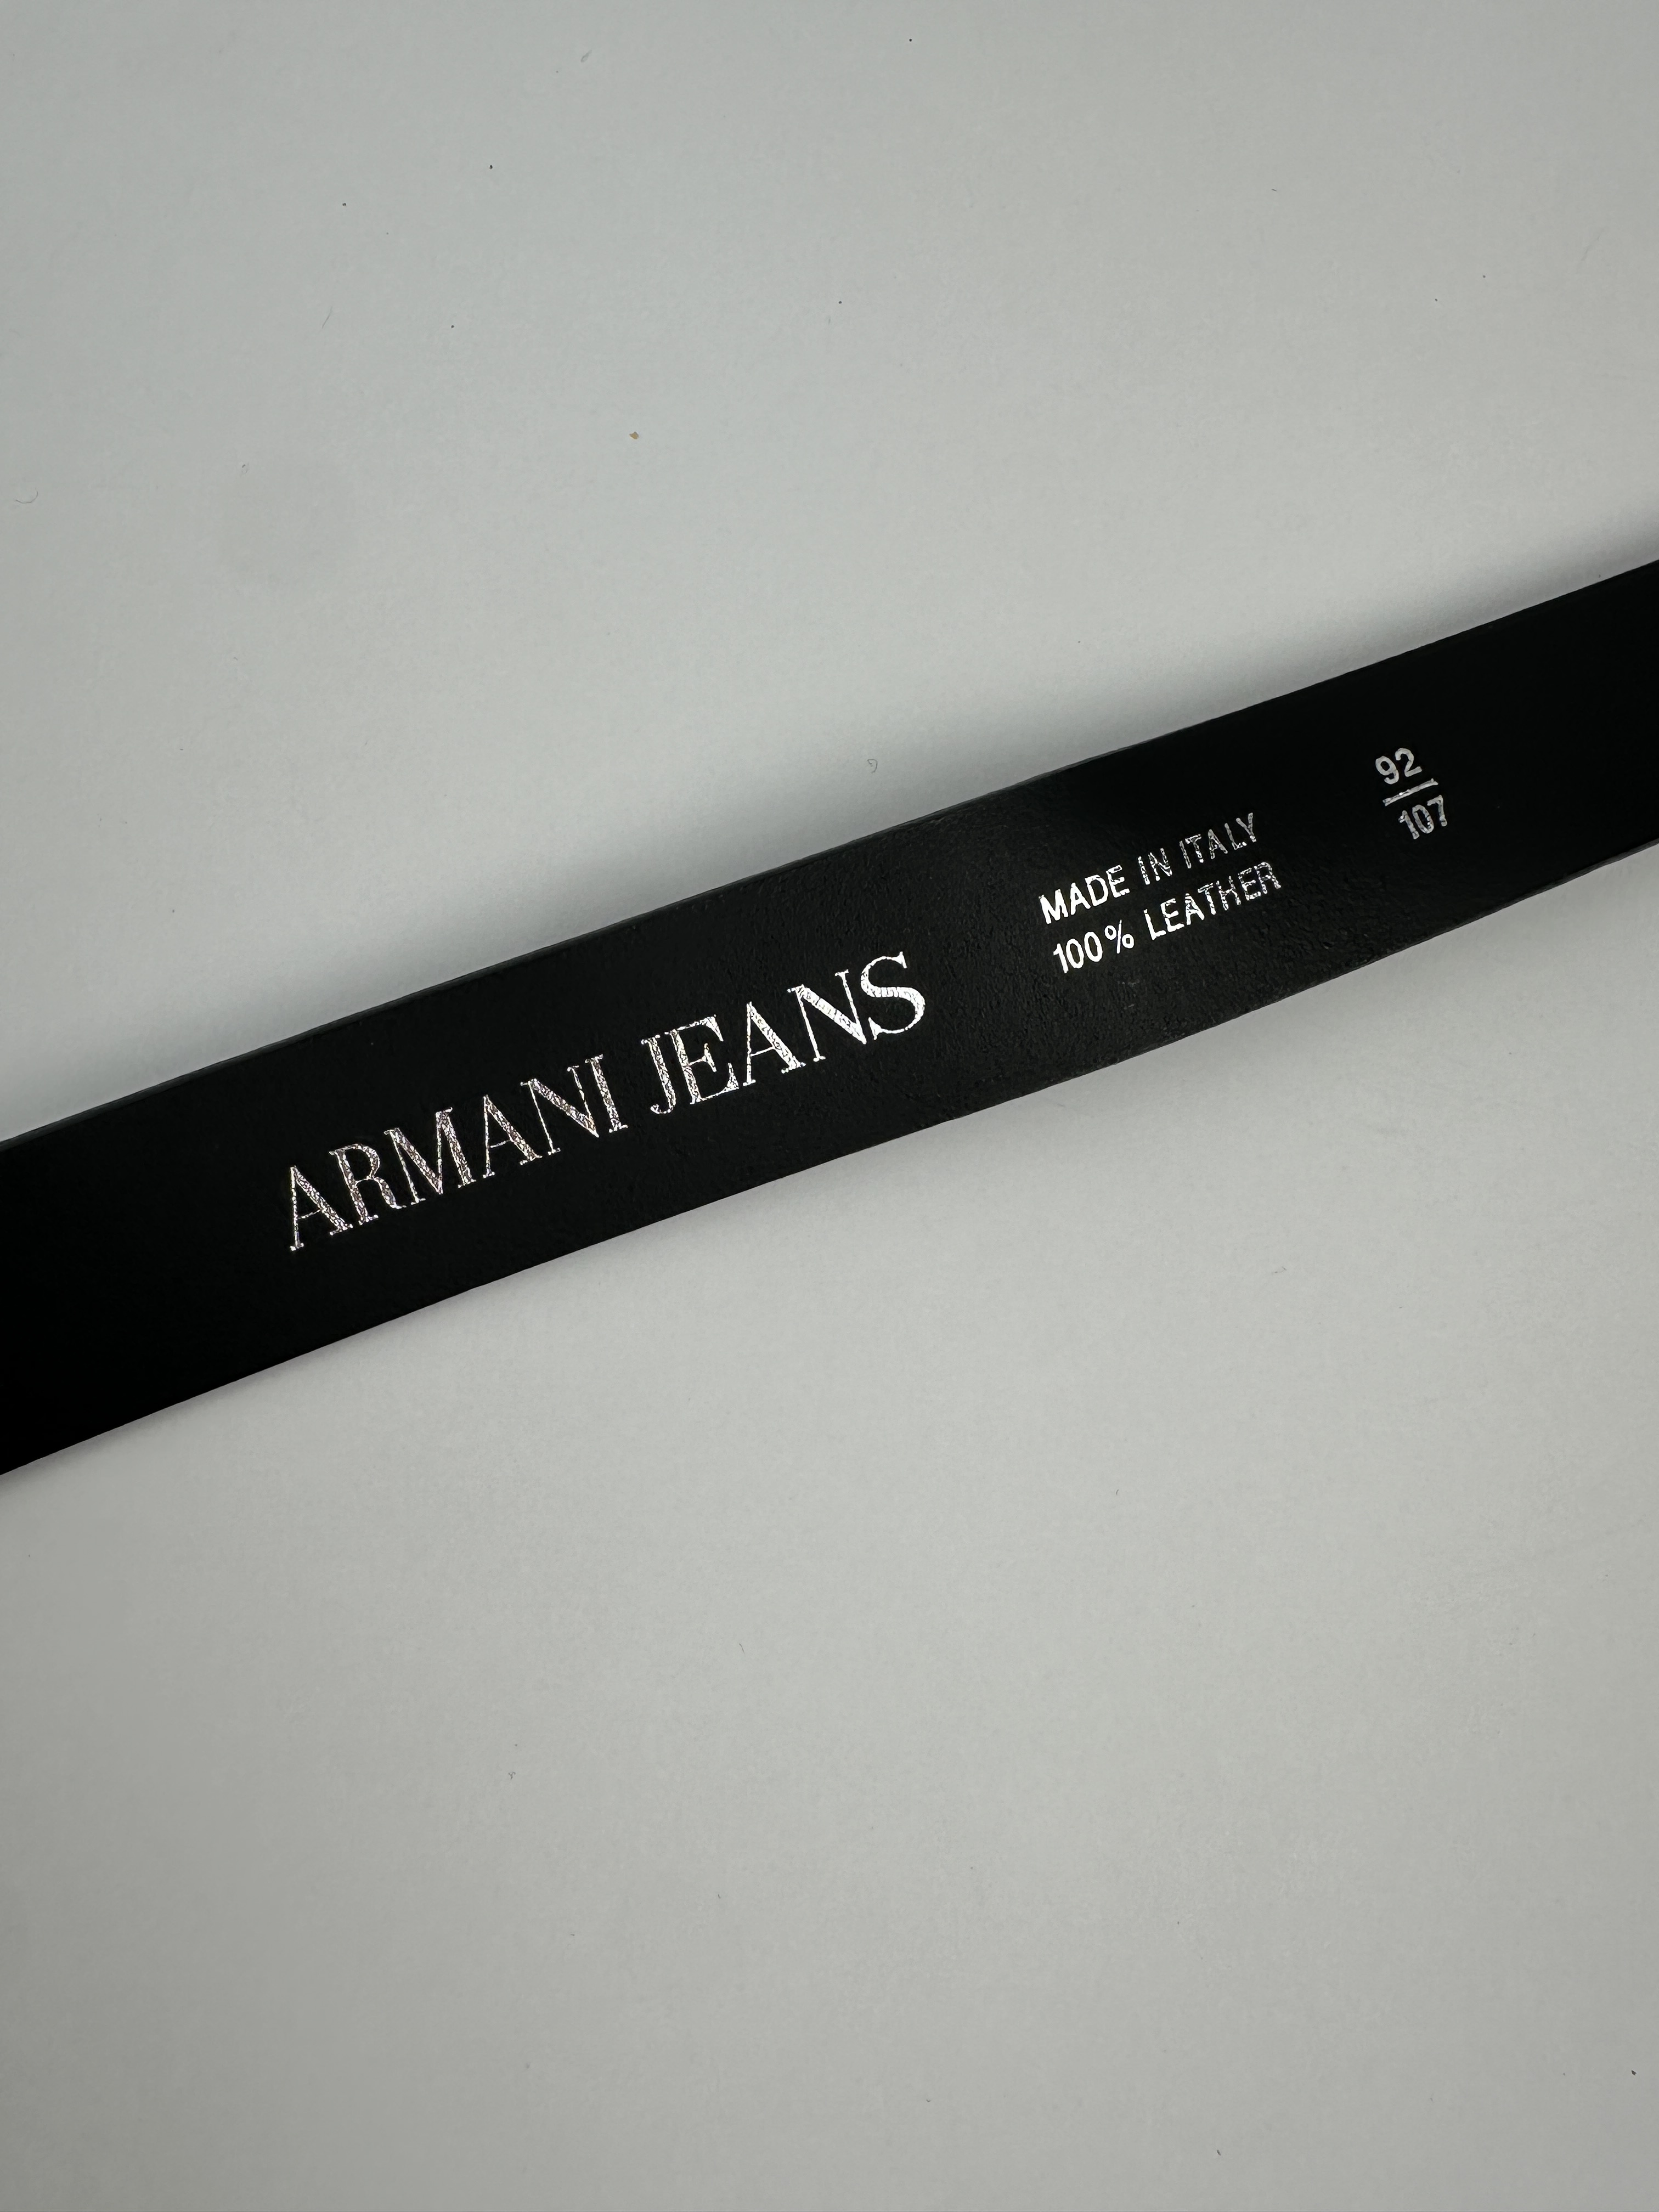 ARMANI JEANS
MADE IN ITALY
100% LEATHER
92
107